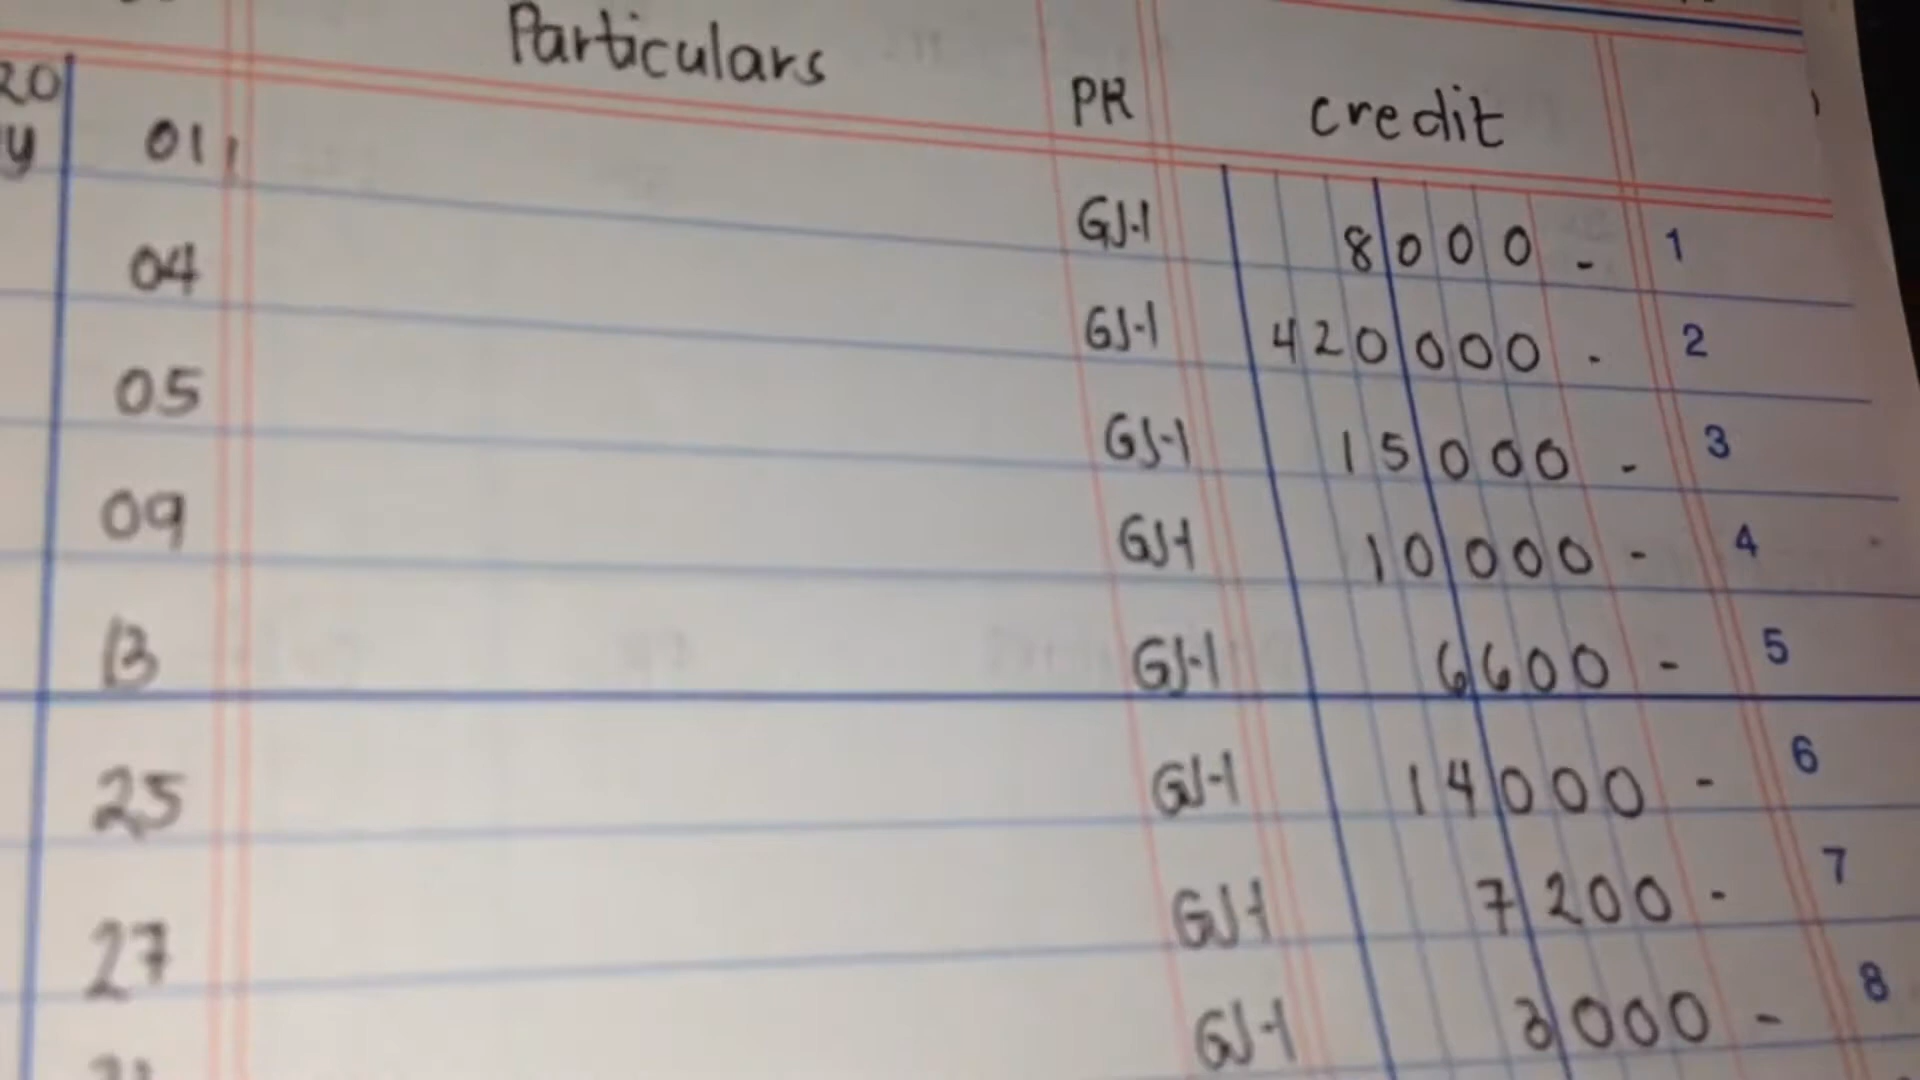 Particulars PR credit
20
y 01 GJ-1 8000 - 1
04 GJ-1 420000 - 2
05 GJ-1 15000 - 3
09 GJ-1 10000 - 4
13 GJ-1 6600 - 5
25 GJ-1 14000 - 6
27 GJ-1 7200 - 7
GJ-1 3000 - 8